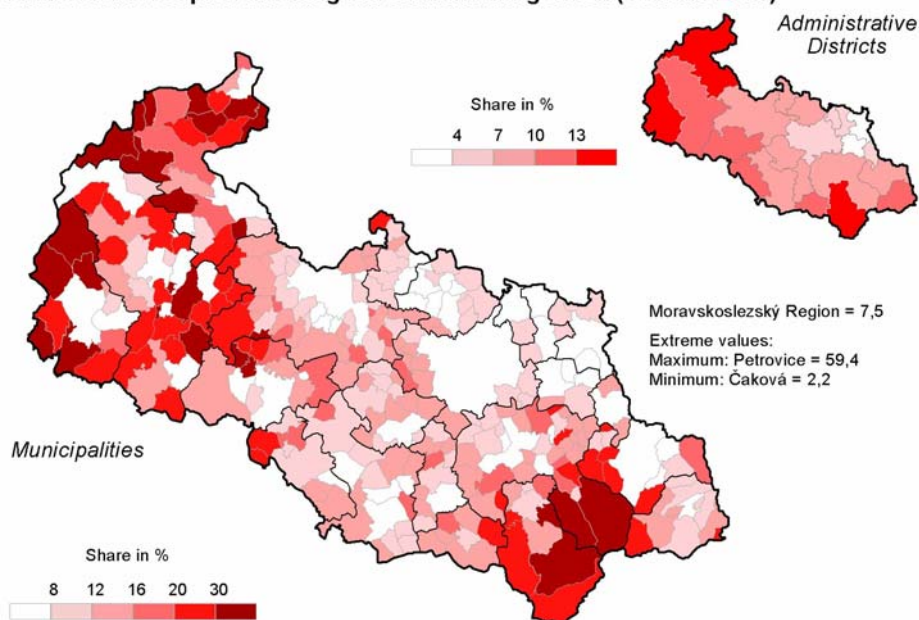 Administrative
Districts
Share in %
4 7 10 13
Moravskoslezský Region = 7,5
Extreme values:
Maximum: Petrovice = 59,4
Minimum: Čaková = 2,2
Municipalities
Share in %
8 12 16 20 30